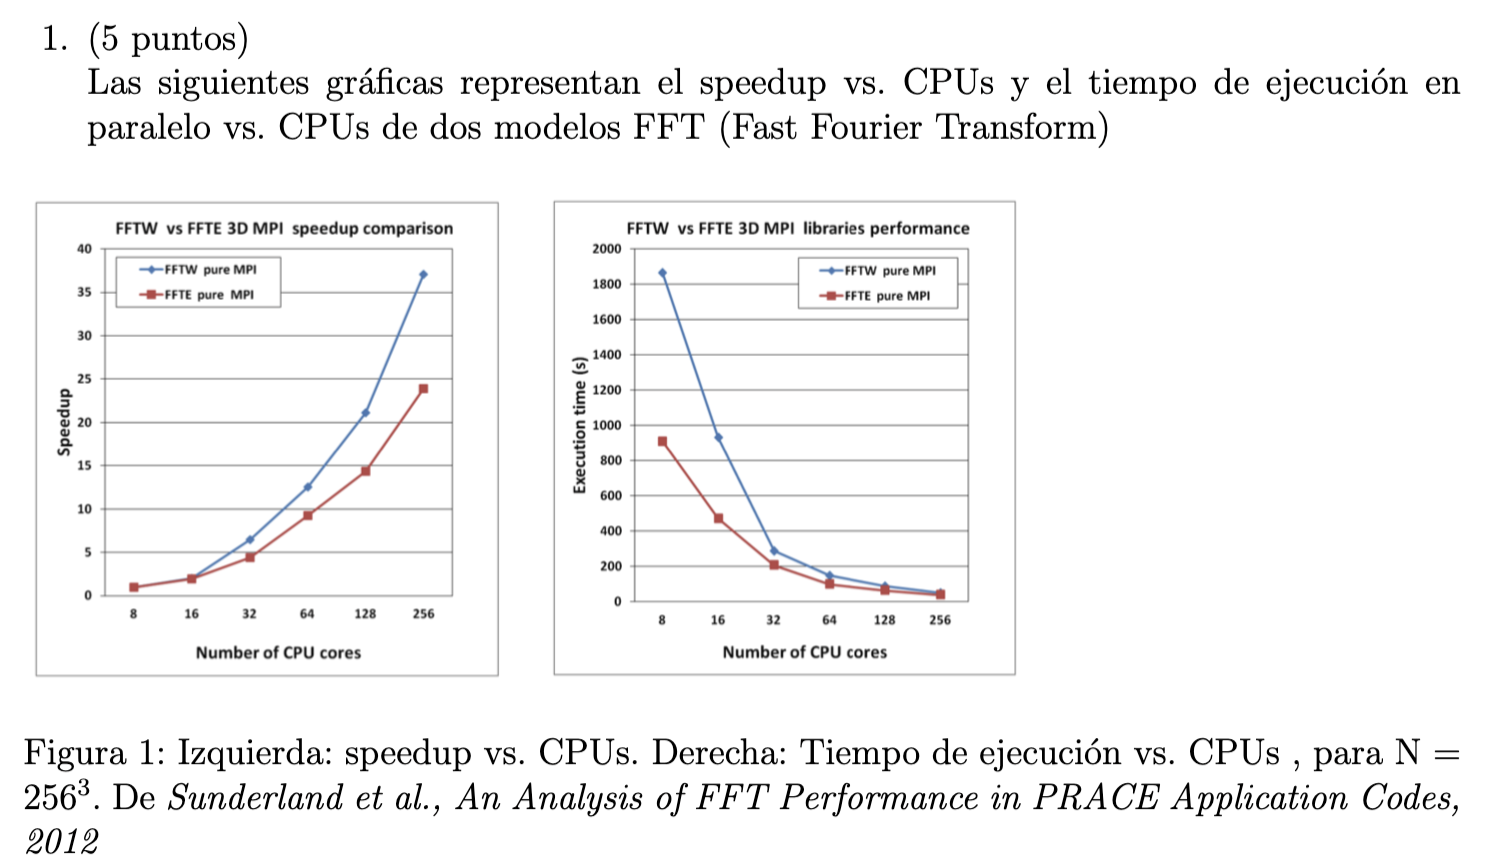 1. (5 puntos)
Las siguientes gráficas representan el speedup vs. CPUs y el tiempo de ejecución en
paralelo vs. CPUs de dos modelos FFT (Fast Fourier Transform)
FFTW vs FFTE 3D MPI speedup comparison
40
35
30
25
20
15
10
5
0
FFTW pure MPI
FFTE pure MPI
Speedup
8 16 32 64 128 256
Number of CPU cores
FFTW vs FFTE 3D MPI libraries performance
2000
1800
1600
1400
1200
1000
800
600
400
200
0
FFTW pure MPI
FFTE pure MPI
Execution time (s)
8 16 32 64 128 256
Number of CPU cores
Figura 1: Izquierda: speedup vs. CPUs. Derecha: Tiempo de ejecución vs. CPUs , para N =
256³. De Sunderland et al., An Analysis of FFT Performance in PRACE Application Codes,
2012